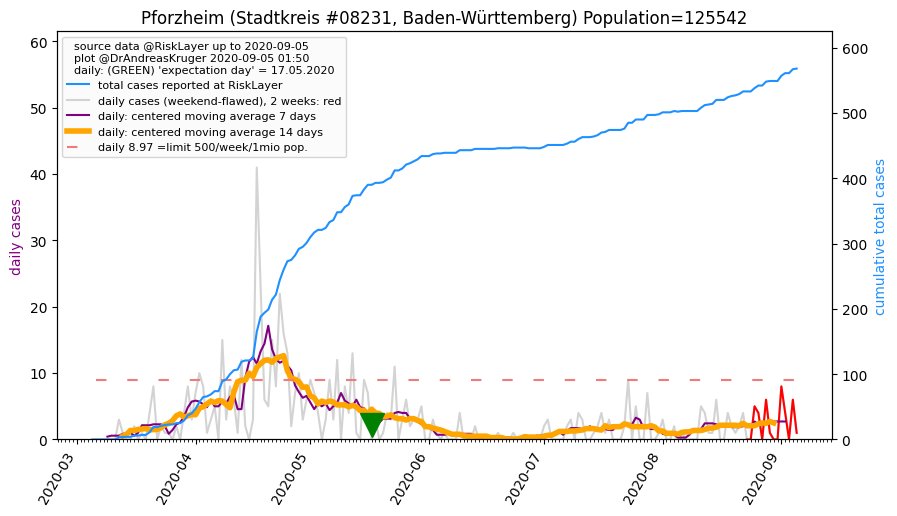 Pforzheim (Stadtkreis #08231, Baden-Württemberg) Population=125542
source data @RiskLayer up to 2020-09-05
plot @DrAndreasKruger 2020-09-05 01:50
daily: (GREEN) 'expectation day' = 17.05.2020
total cases reported at RiskLayer
daily cases (weekend-flawed), 2 weeks: red
daily: centered moving average 7 days
daily: centered moving average 14 days
daily 8.97 =limit 500/week/1mio pop.
daily cases
60
50
40
30
20
10
0
cumulative total cases
600
500
400
300
200
100
0
2020-03
2020-04
2020-05
2020-06
2020-07
2020-08
2020-09